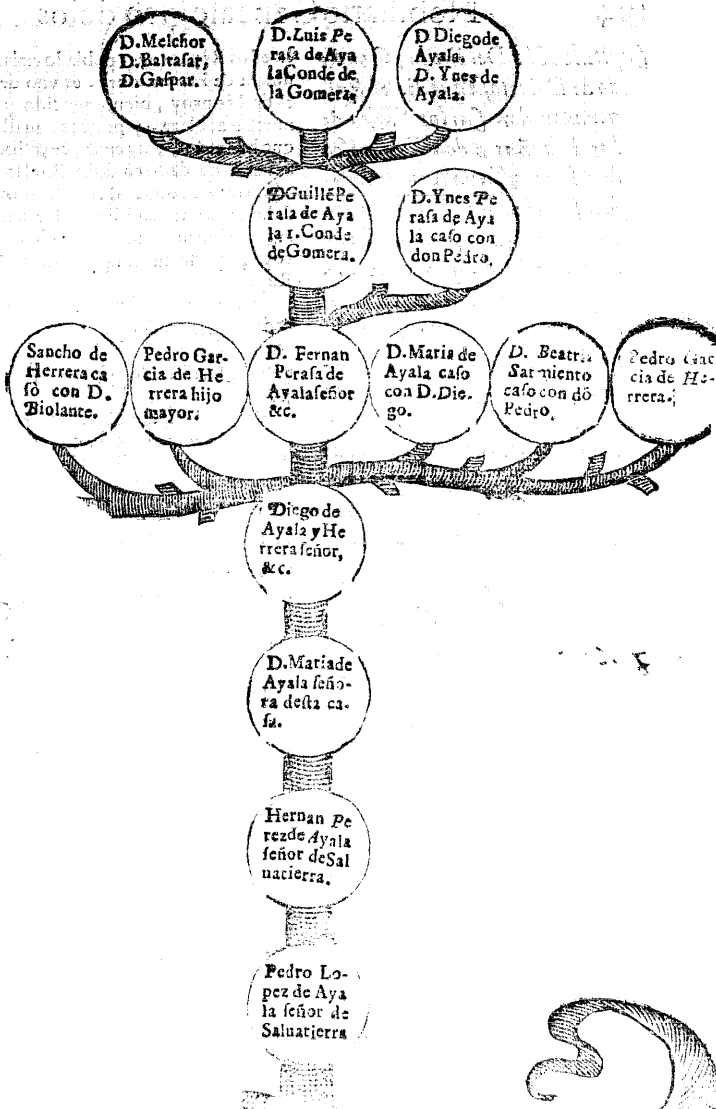 D. Melchor
D. Baltaſar,
D. Gaſpar.
D. Luis Pe
raſa de Aya
la Conde de
la Gomera,
D Diego de
Ayala.
D. Ynes de
Ayala.
D Guillē Pe
raſa de Aya
la 1. Conde
de Gomera.
D. Ynes Pe
raſa de Aya
la caſo con
don Pedro,
Sancho de
Herrera ca
ſò con D.
Biolante.
Pedro Gar-
cia de He
rrera hijo
mayor.
D. Fernan
Peraſa de
Ayala ſeñor
&c.
D. Maria de
Ayala caſo
con D. Die-
go.
D. Beatriz
Sarmiento
caſo con dō
Pedro,
Pedro Gar
cia de He-
rrera.
Diego de
Ayala y He
rrera ſeñor,
&c.
D. Maria de
Ayala ſeño-
ra deſta ca-
ſa.
Hernan Pe
rez de Ayala
ſeñor de Sal
uatierra.
Pedro Lo-
pez de Aya
la ſeñor de
Saluatierra